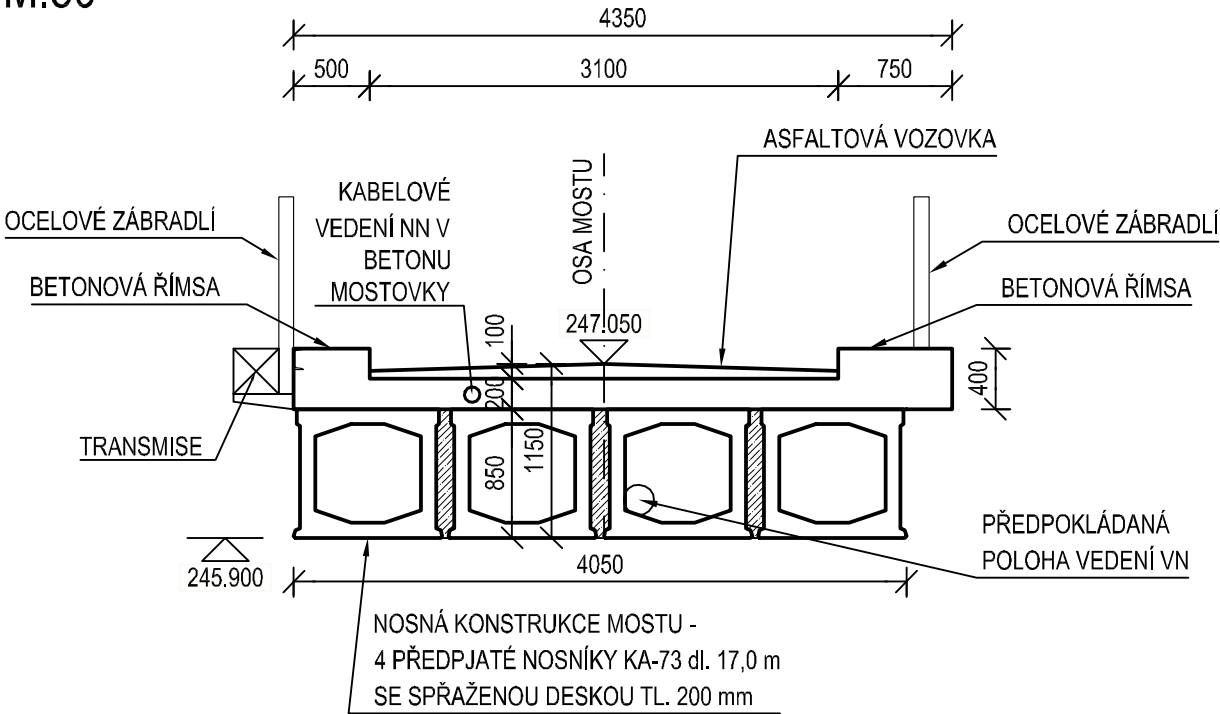 M:50
4350
500
3100
750
ASFALTOVÁ VOZOVKA
OSA MOSTU
KABELOVÉ
VEDENÍ NN V
BETONU
MOSTOVKY
OCELOVÉ ZÁBRADLÍ
OCELOVÉ ZÁBRADLÍ
BETONOVÁ ŘÍMSA
BETONOVÁ ŘÍMSA
100
247.050
200
400
TRANSMISE
850
1150
PŘEDPOKLÁDANÁ
POLOHA VEDENÍ VN
245.900
4050
NOSNÁ KONSTRUKCE MOSTU -
4 PŘEDPJATÉ NOSNÍKY KA-73 dl. 17,0 m
SE SPŘAŽENOU DESKOU TL. 200 mm